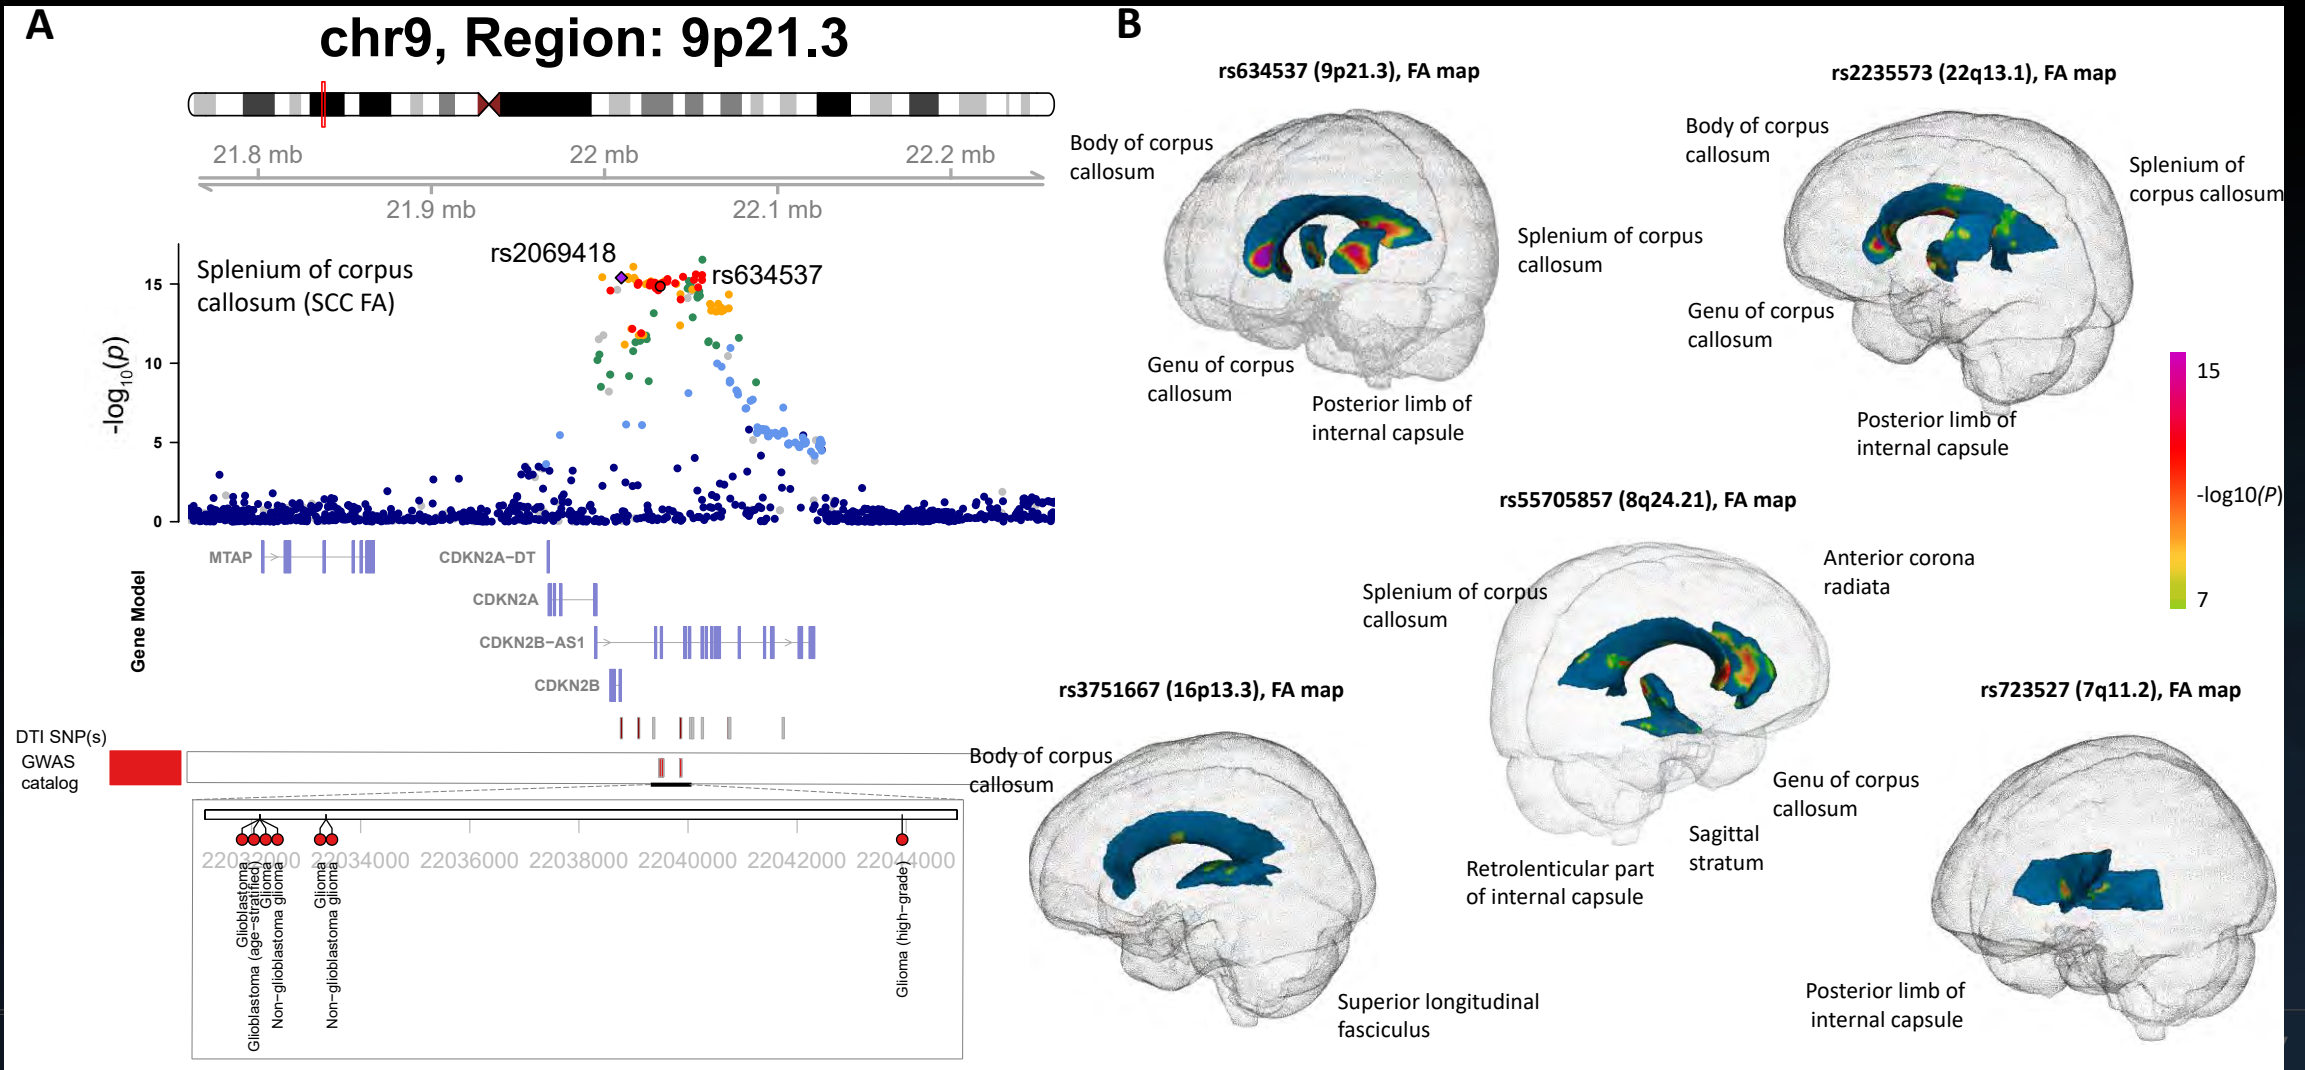 A
chr9, Region: 9p21.3
21.8 mb
22 mb
22.2 mb
21.9 mb
22.1 mb
Splenium of corpus
callosum (SCC FA)
rs2069418
rs634537
-log10(p)
15
10
5
0
Gene Model
MTAP
CDKN2A−DT
CDKN2A
CDKN2B−AS1
CDKN2B
DTI SNP(s)
GWAS
catalog
22032000
22034000
22036000
22038000
22040000
22042000
22044000
Glioblastoma
Glioblastoma (age−stratified)
Glioma
Non−glioblastoma glioma
Glioma
Non−glioblastoma glioma
Glioma (high−grade)
B
rs634537 (9p21.3), FA map
Body of corpus
callosum
Splenium of corpus
callosum
Genu of corpus
callosum
Posterior limb of
internal capsule
rs2235573 (22q13.1), FA map
Body of corpus
callosum
Splenium of
corpus callosum
Genu of corpus
callosum
Posterior limb of
internal capsule
15
-log10(P)
7
rs55705857 (8q24.21), FA map
Splenium of corpus
callosum
Anterior corona
radiata
Genu of corpus
callosum
Sagittal
stratum
Retrolenticular part
of internal capsule
rs3751667 (16p13.3), FA map
Body of corpus
callosum
Superior longitudinal
fasciculus
rs723527 (7q11.2), FA map
Posterior limb of
internal capsule